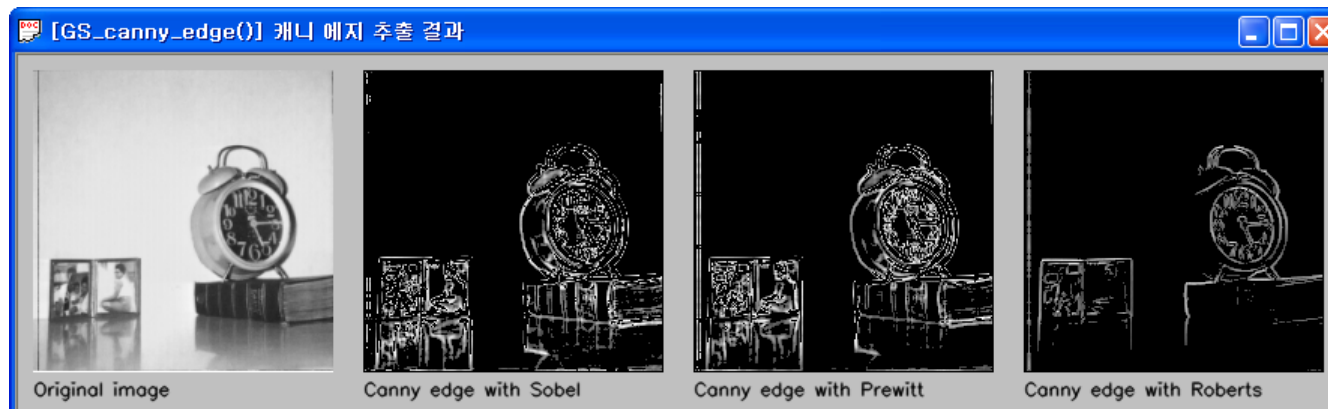 [GS_canny_edge()] 캐니 에지 추출 결과
Original image
Canny edge with Sobel
Canny edge with Prewitt
Canny edge with Roberts